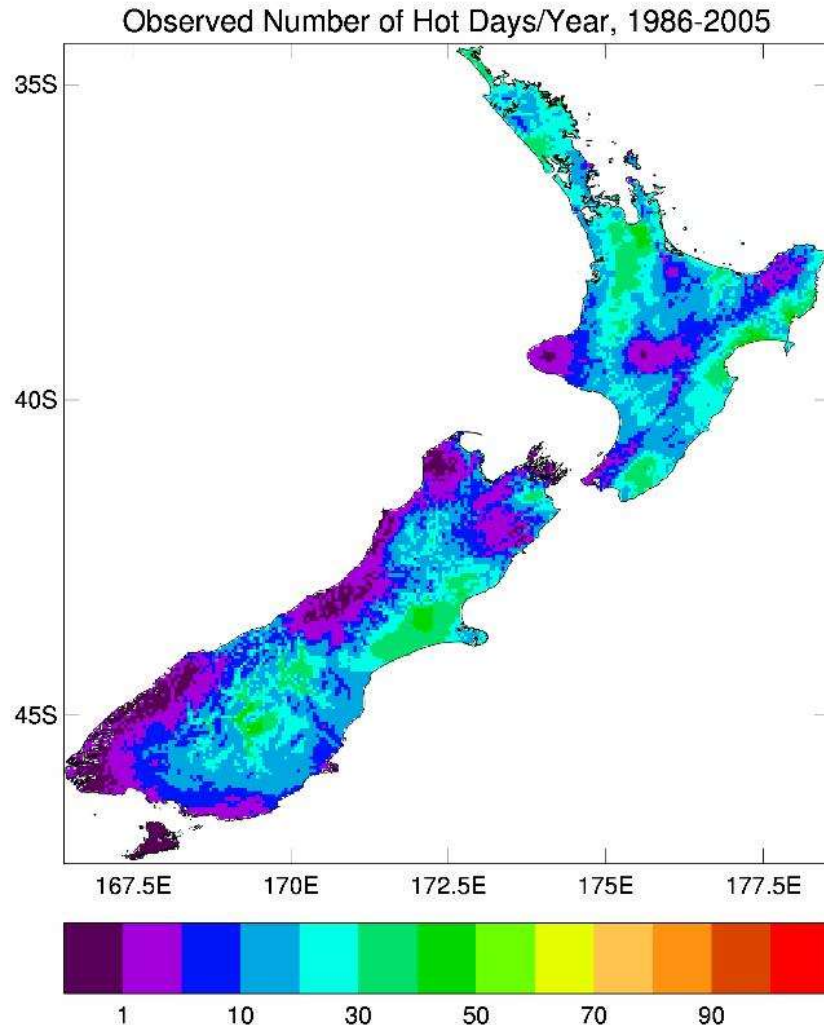 Observed Number of Hot Days/Year, 1986-2005
35S
40S
45S
167.5E 170E 172.5E 175E 177.5E
1 10 30 50 70 90